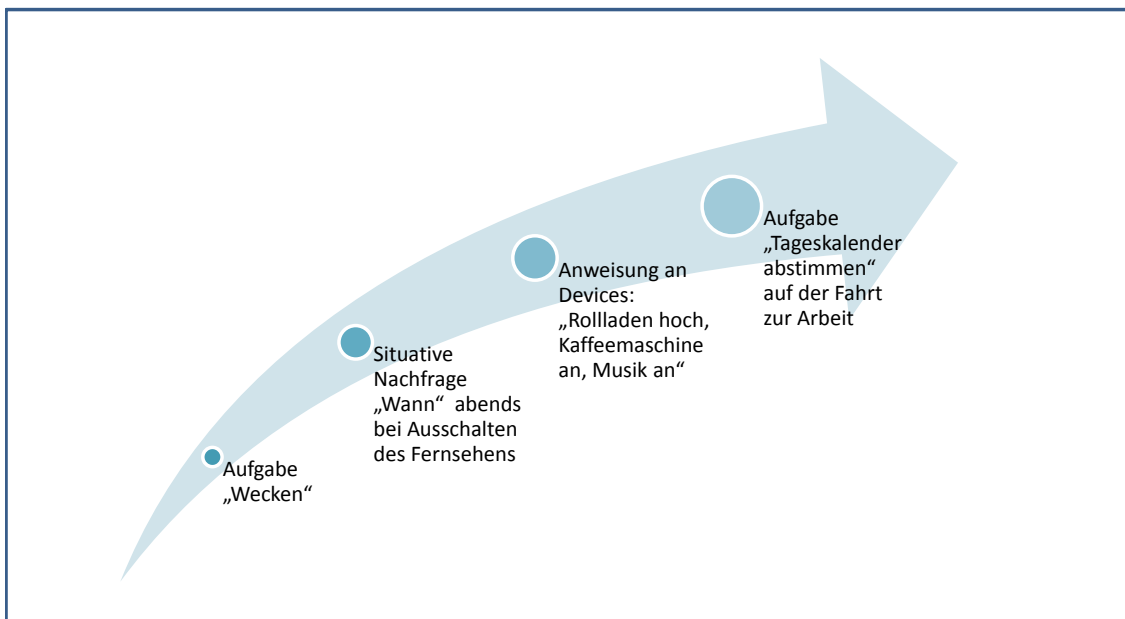 Aufgabe
„Wecken“
Situative
Nachfrage
„Wann“ abends
bei Ausschalten
des Fernsehens
Anweisung an
Devices:
„Rollladen hoch,
Kaffeemaschine
an, Musik an“
Aufgabe
„Tageskalender
abstimmen“
auf der Fahrt
zur Arbeit